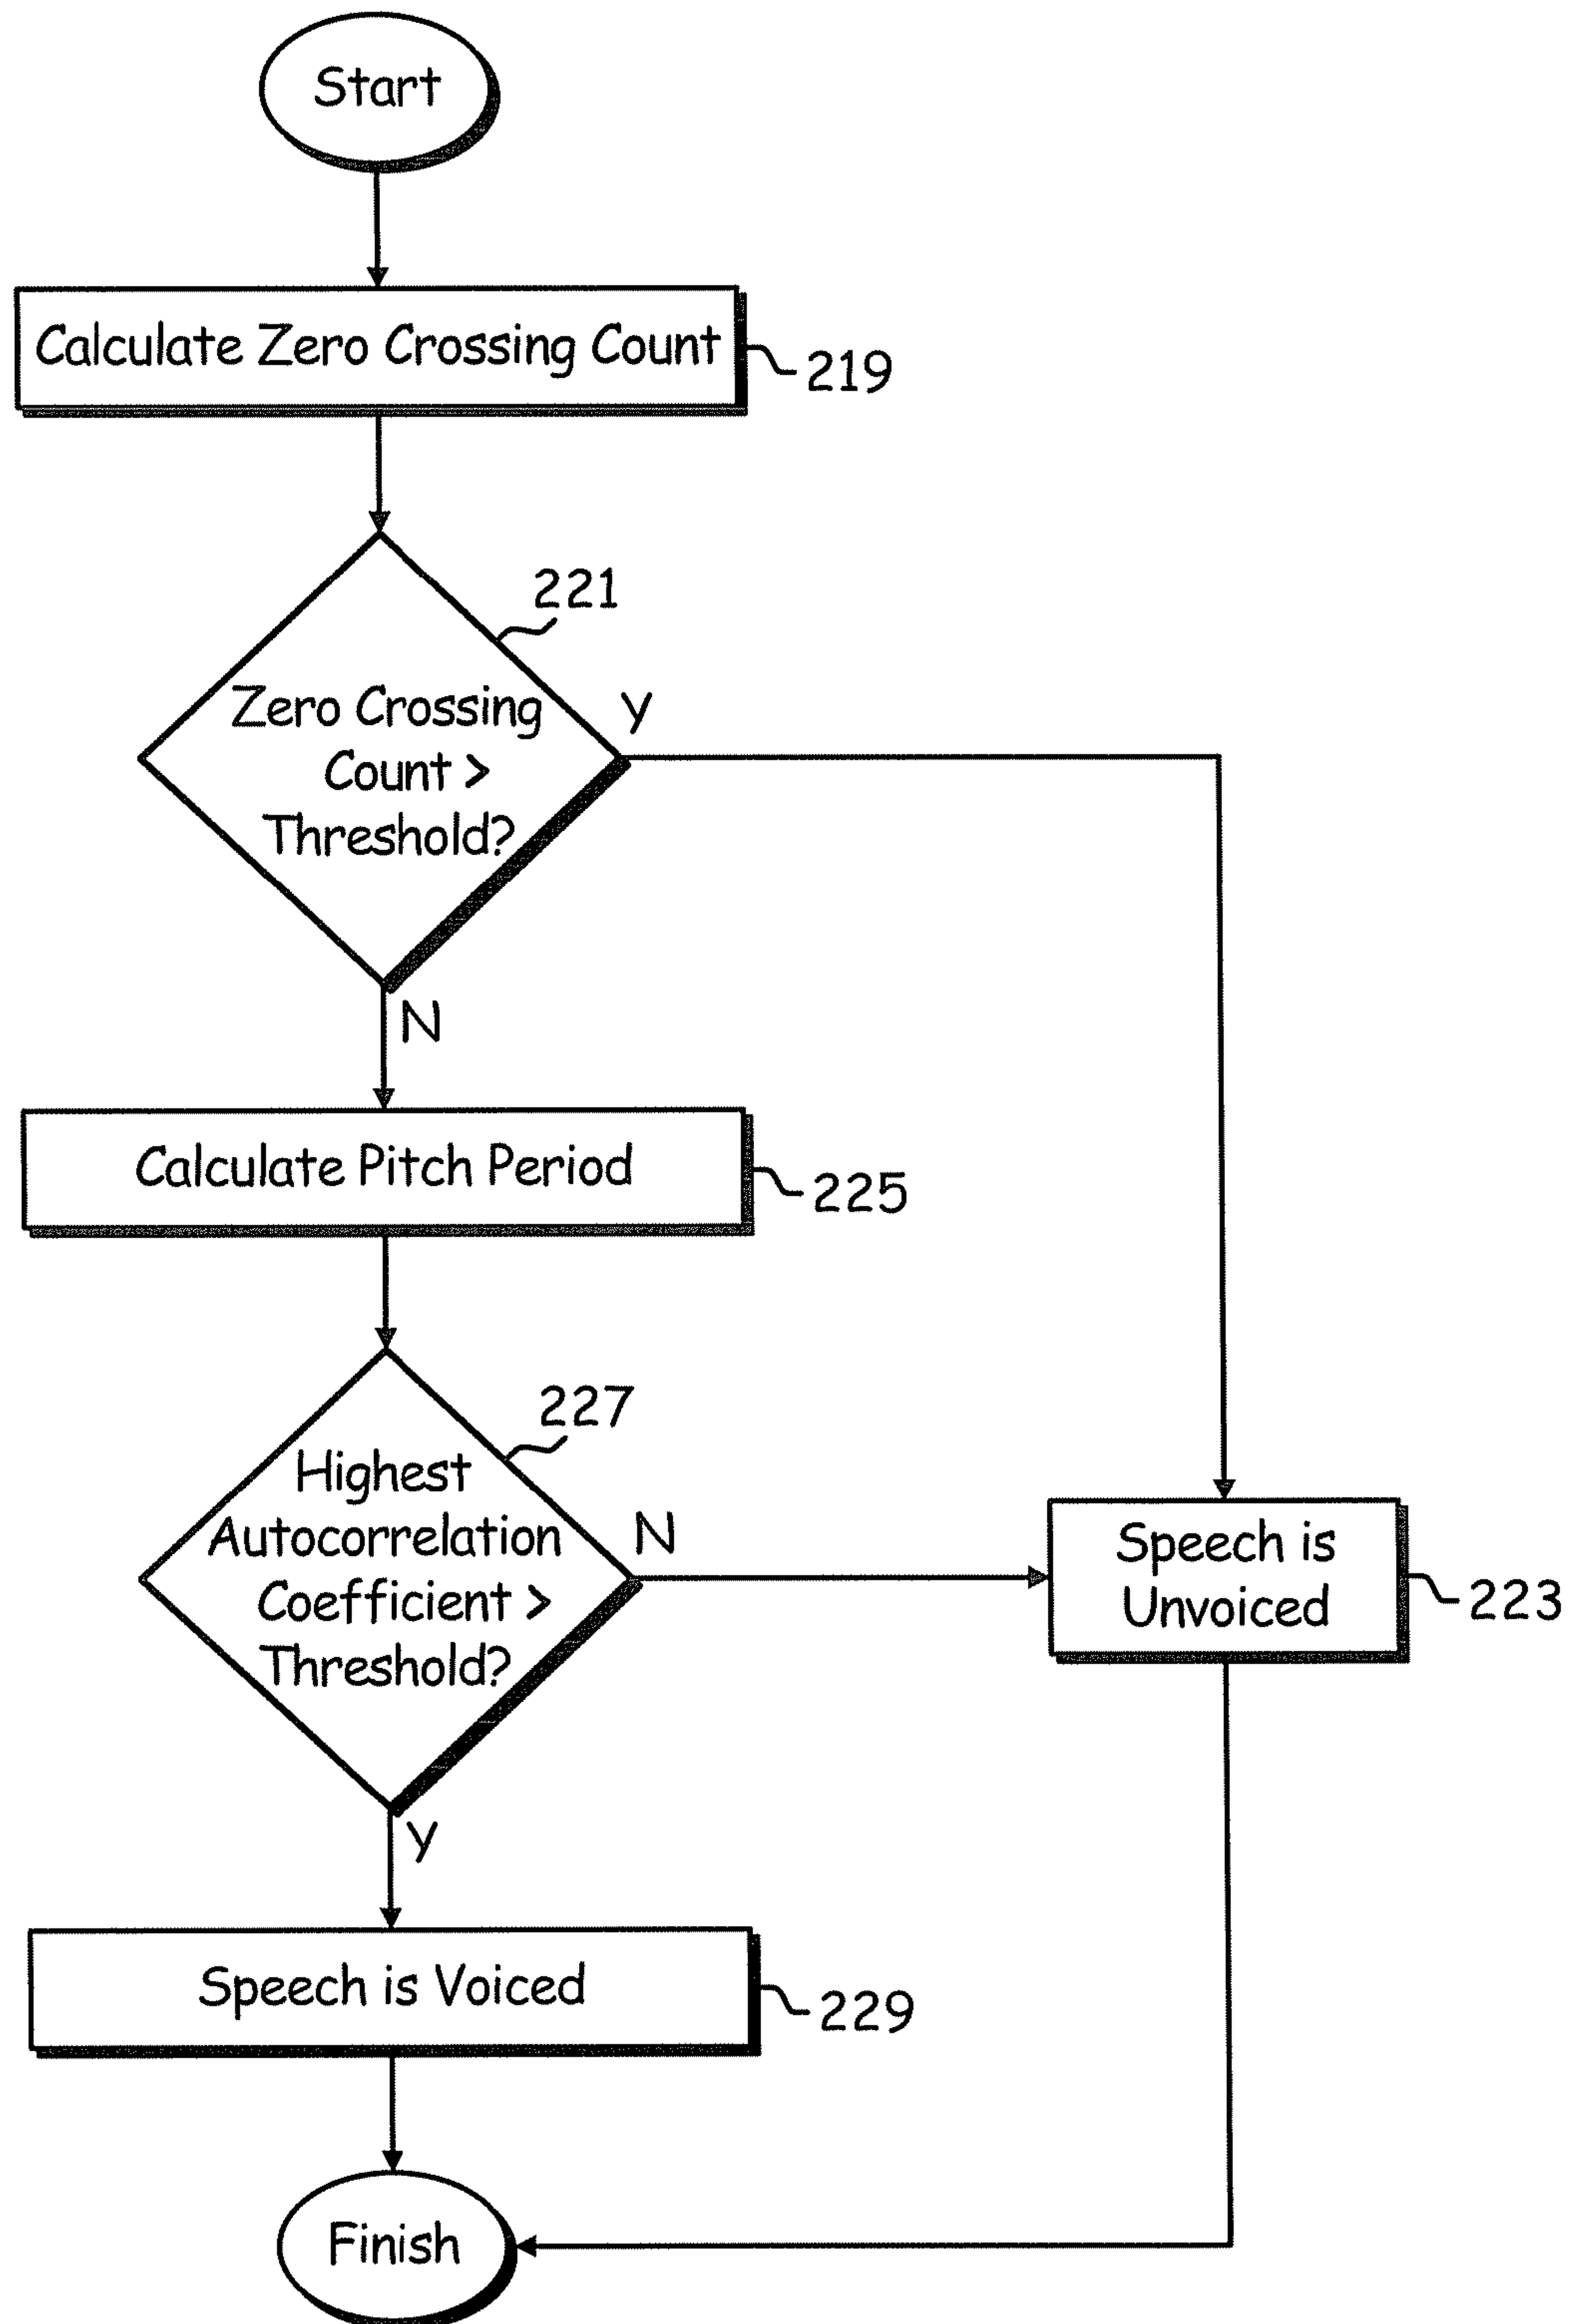 Start
Calculate Zero Crossing Count
219
221
Zero Crossing
Count >
Threshold?
Y
N
Calculate Pitch Period
225
227
Highest
Autocorrelation
Coefficient >
Threshold?
N
Y
Speech is
Unvoiced
223
Speech is Voiced
229
Finish